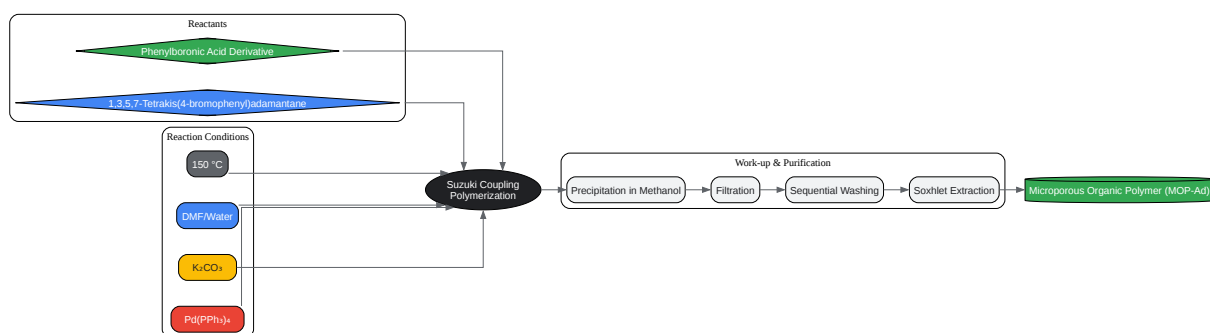 Reactants
Phenylboronic Acid Derivative
1,3,5,7-Tetrakis(4-bromophenyl)adamantane
Reaction Conditions
150 °C
DMF/Water
K₂CO₃
Pd(PPh₃)₄
Suzuki Coupling
Polymerization
Work-up & Purification
Precipitation in Methanol
Filtration
Sequential Washing
Soxhlet Extraction
Microporous Organic Polymer (MOP-Ad)